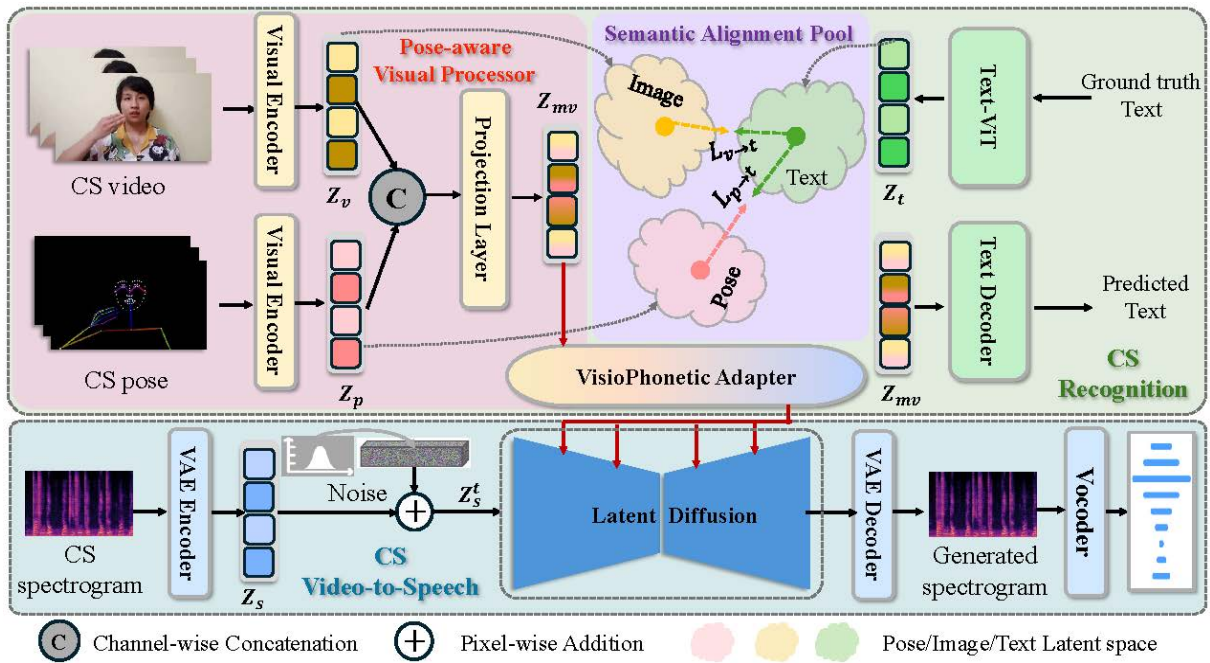 CS video
Visual Encoder
Z_v
Pose-aware
Visual Processor
C
Projection Layer
Z_mv
CS pose
Visual Encoder
Z_p
Semantic Alignment Pool
Image
L_v→t
Text
L_p→t
Pose
Z_t
Text-ViT
Ground truth
Text
Z_mv
Text Decoder
Predicted
Text
CS
Recognition
VisioPhonetic Adapter
CS
spectrogram
VAE Encoder
Z_s
Noise
Z_s^t
CS
Video-to-Speech
Latent Diffusion
VAE Decoder
Generated
spectrogram
Vocoder
C Channel-wise Concatenation
Pixel-wise Addition
Pose/Image/Text Latent space